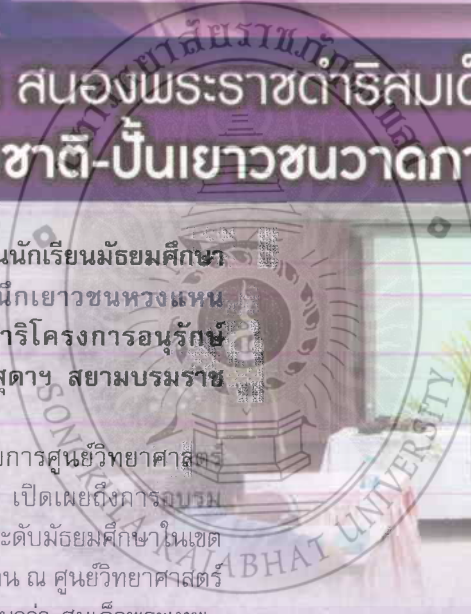 สนองพระราชดำริสมเด็
ชาติ-ปั้นเยาวชนวาดภา
นนักเรียนมัธยมศึกษา
นึกเยาวชนหวงแหน
าริโครงการอนุรักษ์
สุดาฯ สยามบรมราช
การศูนย์วิทยาศาสตร์
เปิดเผยถึงการอบรม
ะดับมัธยมศึกษาในเขต
น ณ ศูนย์วิทยาศาสตร์
SONGKHLA RAJABHAT UNIVERSITY